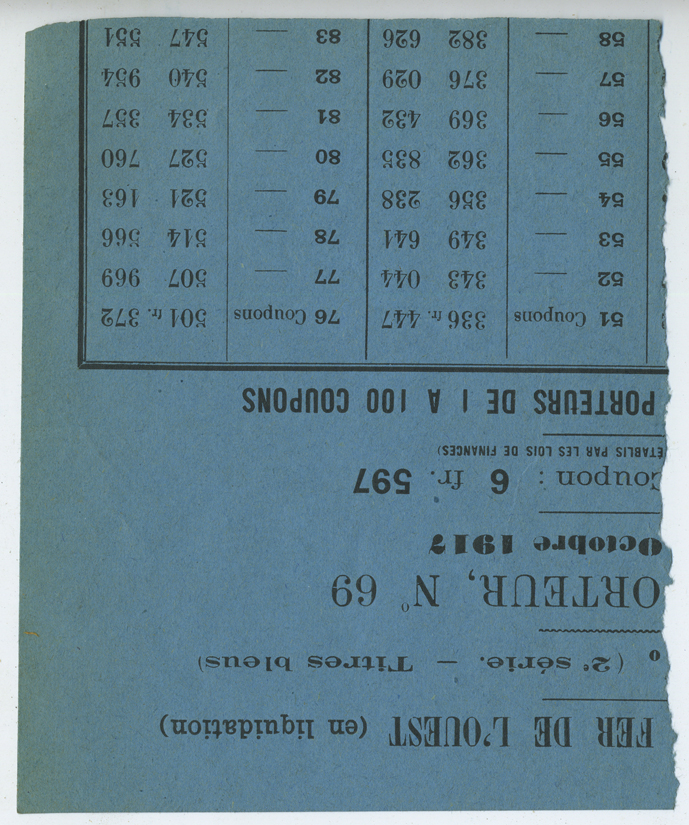 FER DE L'OUEST (en liquidation)
° (2e série. — Titres bleus)
ORTEUR, N° 69
Octobre 1917
Coupon : 6 fr. 597
ÉTABLIS PAR LES LOIS DE FINANCES)
PORTEURS DE 1 A 100 COUPONS
51 Coupons 336 fr. 447 76 Coupons 501 fr. 372
52 — 343 044 77 — 507 969
53 — 349 641 78 — 514 566
54 — 356 238 79 — 521 163
55 — 362 835 80 — 527 760
56 — 369 432 81 — 534 357
57 — 376 029 82 — 540 954
58 — 382 626 83 — 547 551